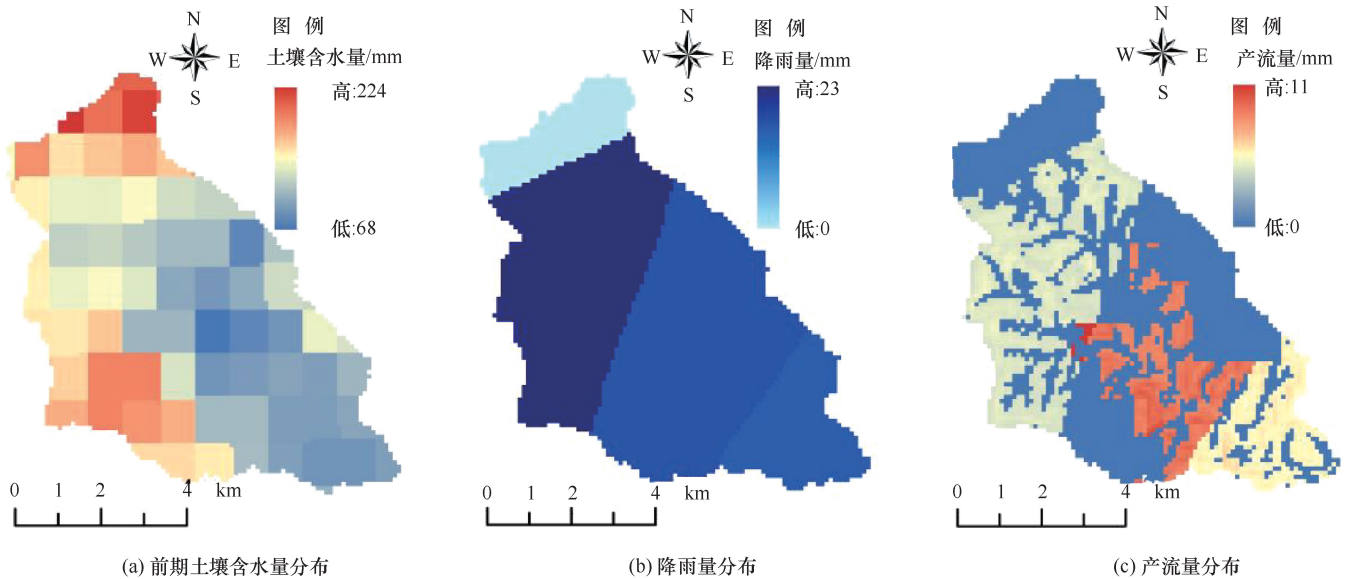 N
W
E
S
图 例
土壤含水量/mm
高:224
低:68
0
1
2
4
km
(a) 前期土壤含水量分布
N
W
E
S
图 例
降雨量/mm
高:23
低:0
0
1
2
4
km
(b) 降雨量分布
N
W
E
S
图 例
产流量/mm
高:11
低:0
0
1
2
4
km
(c) 产流量分布